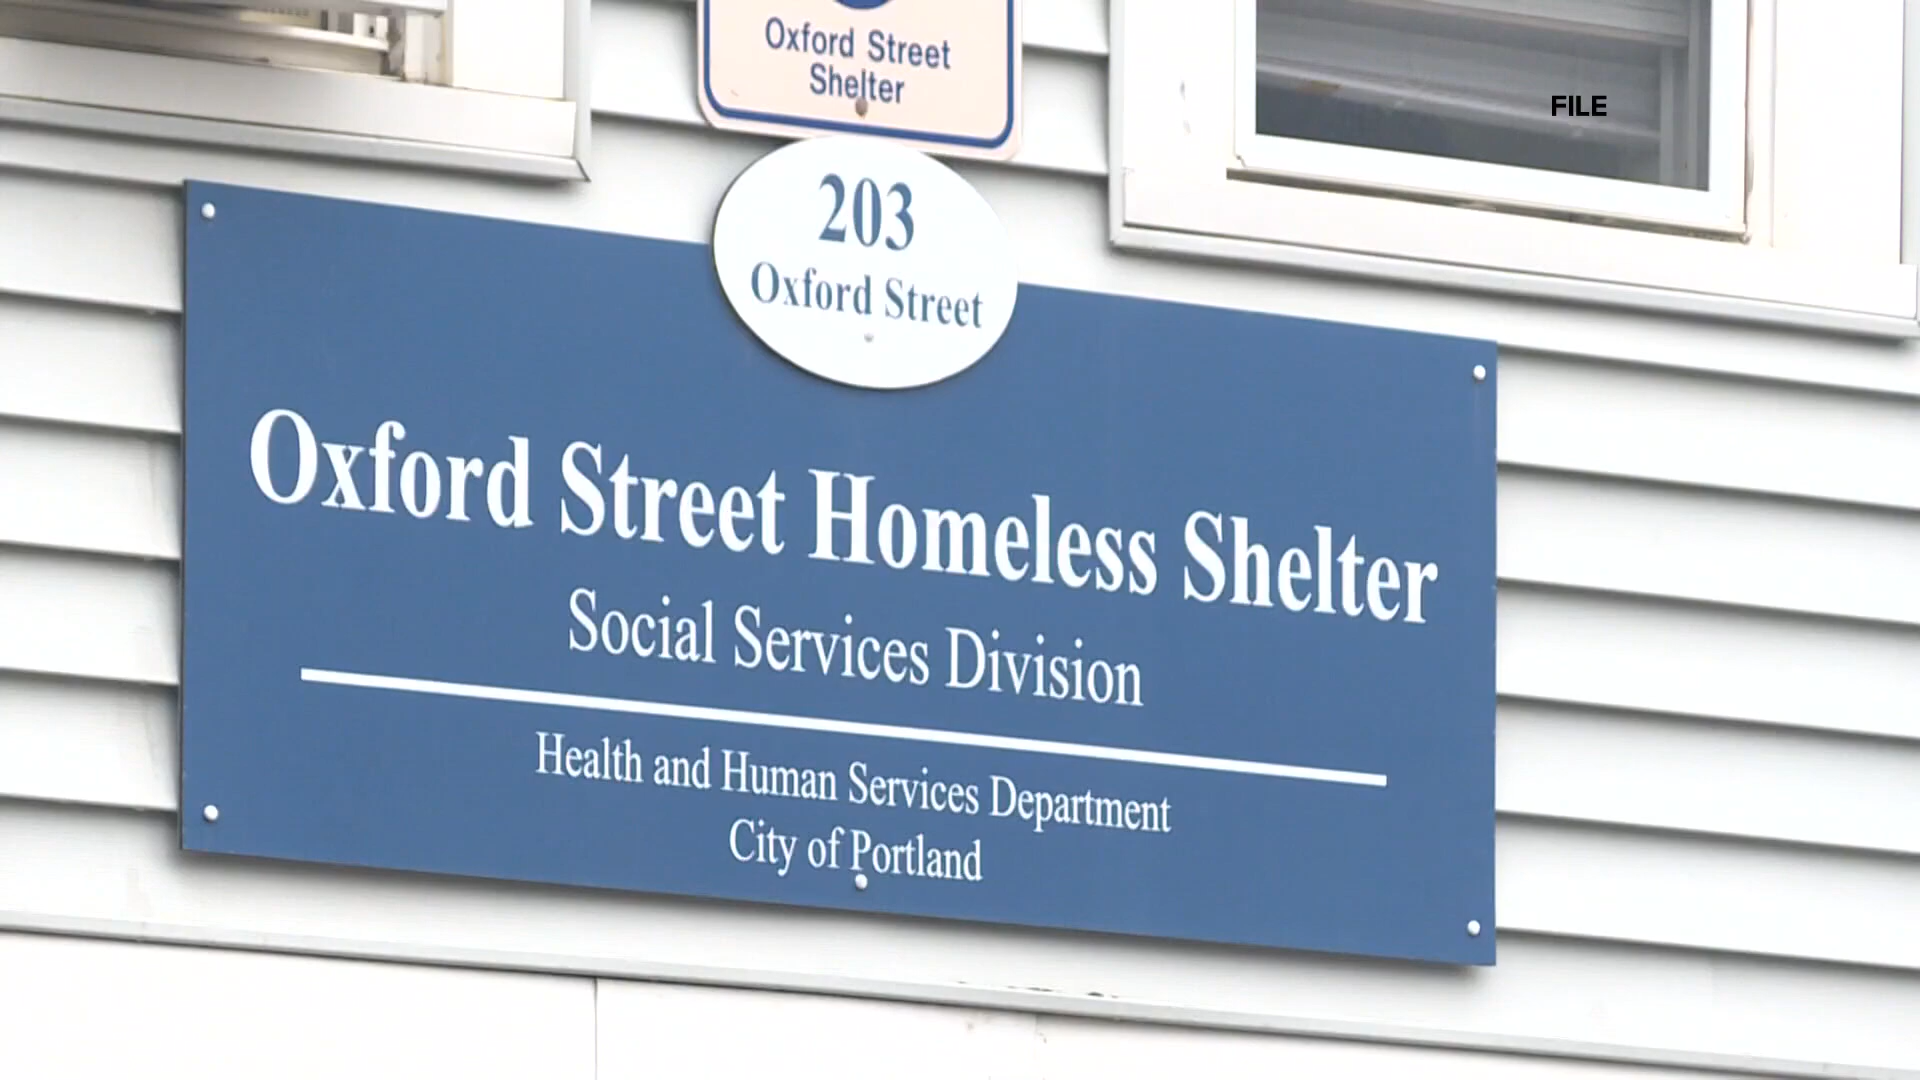 Oxford Street
Shelter
FILE
203
Oxford Street
Oxford Street Homeless Shelter
Social Services Division
Health and Human Services Department
City of Portland